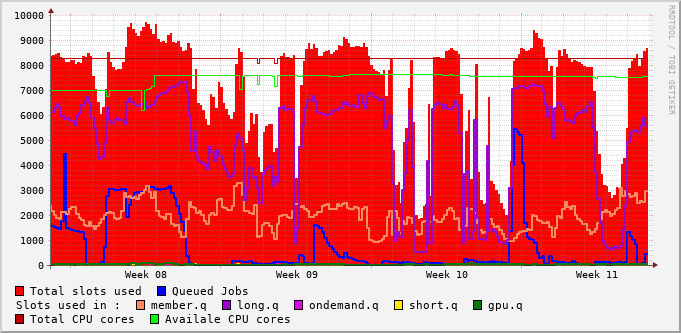 RRDTOOL / TOBI OETIKER
10000
9000
8000
7000
6000
5000
4000
3000
2000
1000
0
Week 08 Week 09 Week 10 Week 11
Total slots used Queued Jobs
Slots used in : member.q long.q ondemand.q short.q gpu.q
Total CPU cores Availale CPU cores